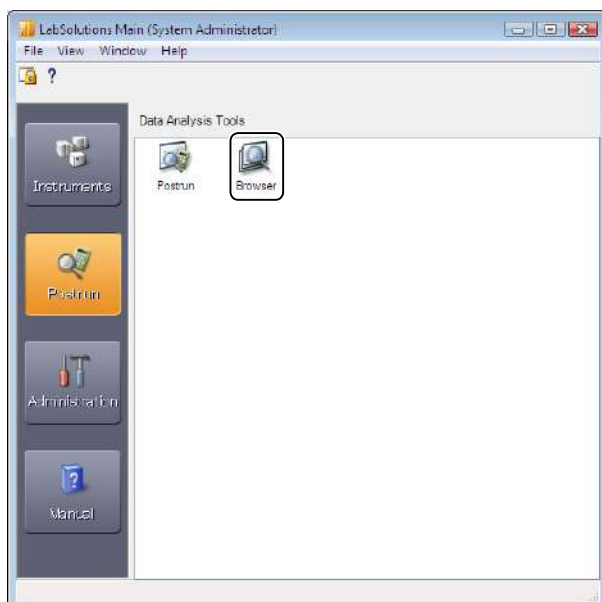 LabSolutions Main (System Administrator)
File View Window Help
?
Data Analysis Tools
Instruments
Postrun
Browser
Postrun
Administration
?
Manual